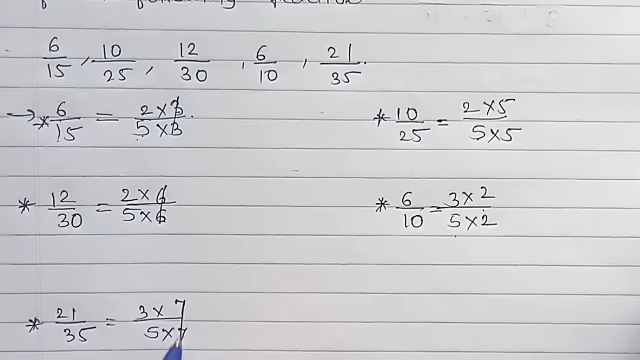 following fraction
6/15, 10/25, 12/30, 6/10, 21/35.
→ * 6/15 = 2×3/5×3. * 10/25 = 2×5/5×5
* 12/30 = 2×6/5×6 * 6/10 = 3×2/5×2
* 21/35 = 3×7/5×7